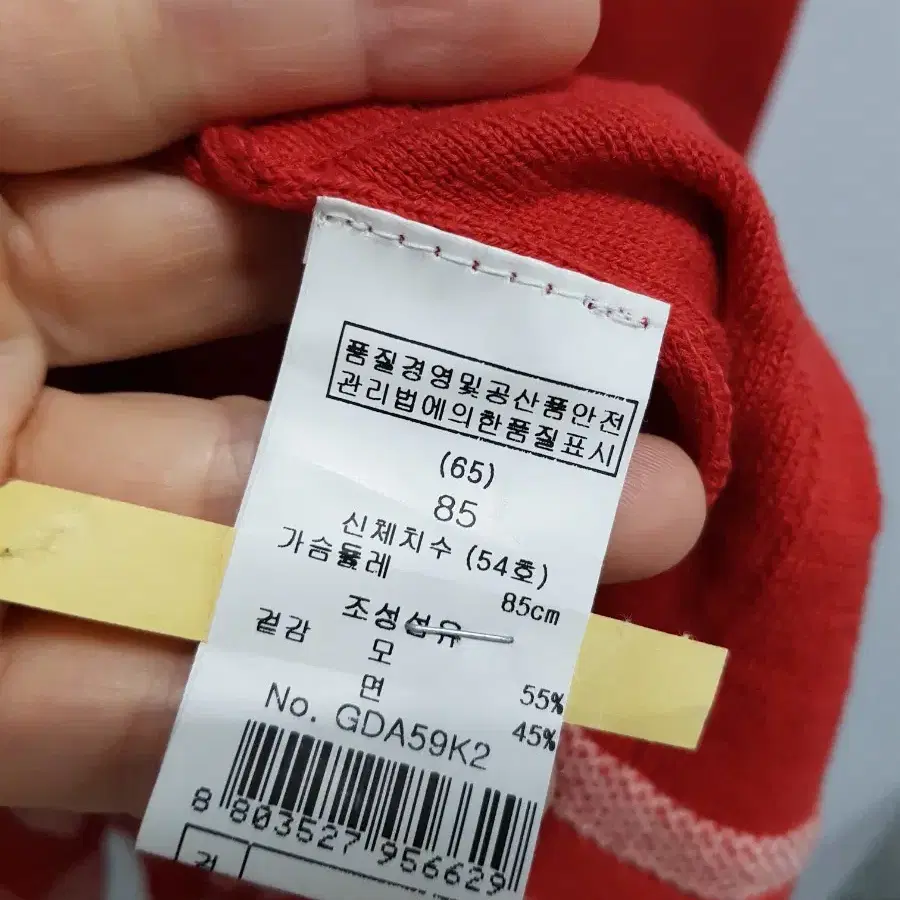 품질경영및공산품안전
관리법에의한품질표시
(65)
85
신체치수 (54호)
가슴둘레 85cm
조성섬유
겉감
모 55%
면 45%
No. GDA59K2
8 803527 956629